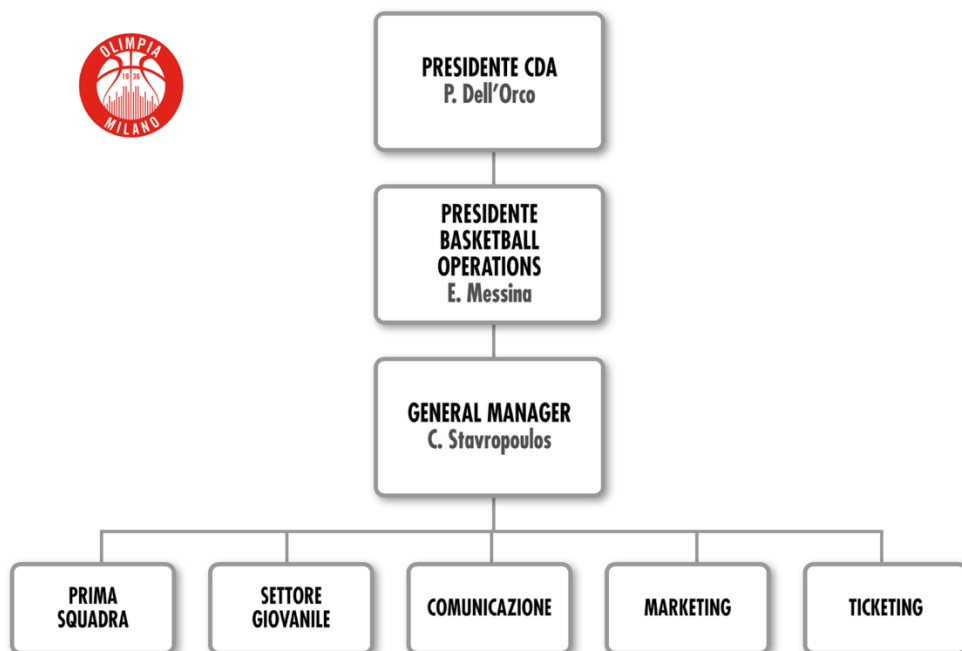 OLIMPIA
1936
MILANO
PRESIDENTE CDA
P. Dell'Orco
PRESIDENTE
BASKETBALL
OPERATIONS
E. Messina
GENERAL MANAGER
C. Stavropoulos
PRIMA
SQUADRA
SETTORE
GIOVANILE
COMUNICAZIONE
MARKETING
TICKETING